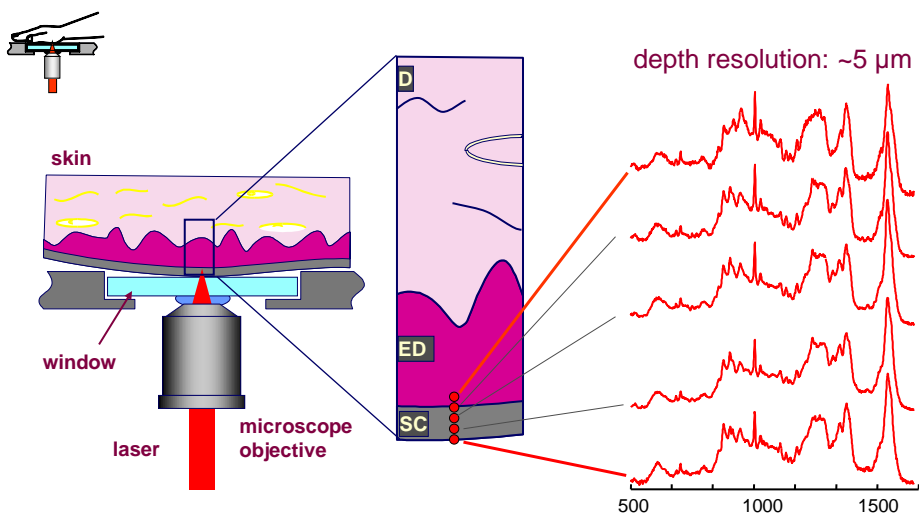 depth resolution: ~5 µm
D
skin
ED
window
SC
laser
microscope
objective
500
1000
1500